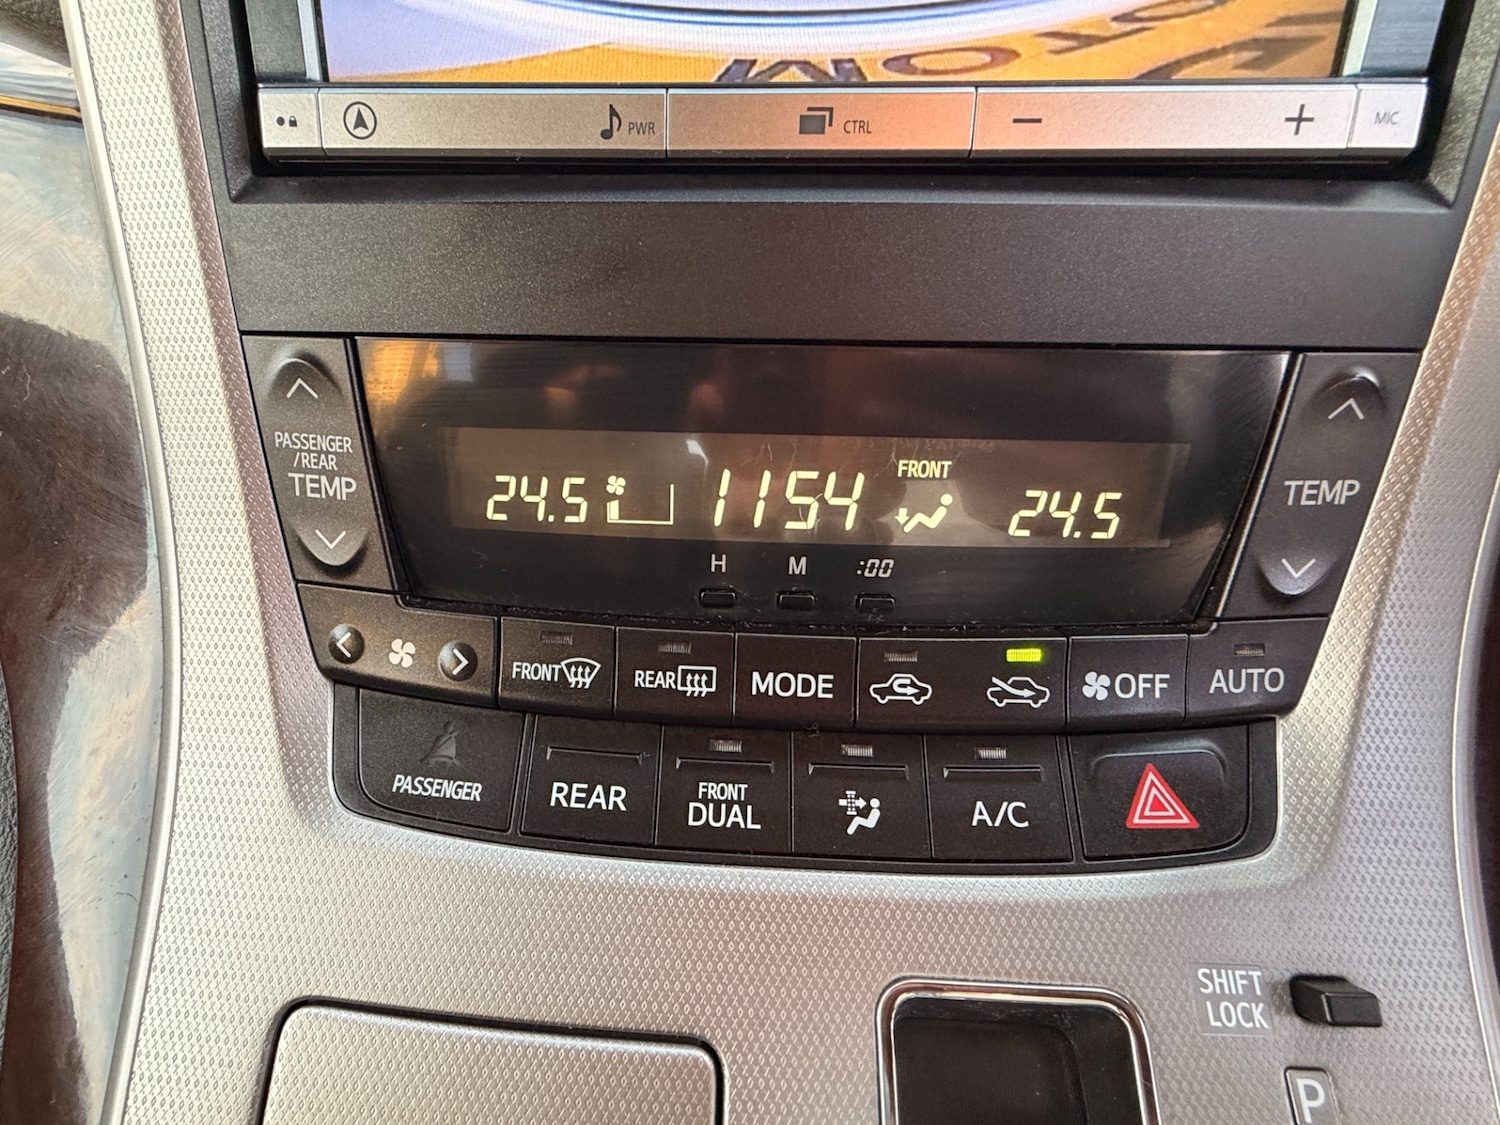 PWR
CTRL
MIC
PASSENGER
/REAR
TEMP
24.5
1154
FRONT
24.5
TEMP
H
M
:00
FRONT
REAR
MODE
OFF
AUTO
PASSENGER
REAR
FRONT
DUAL
A/C
SHIFT
LOCK
P